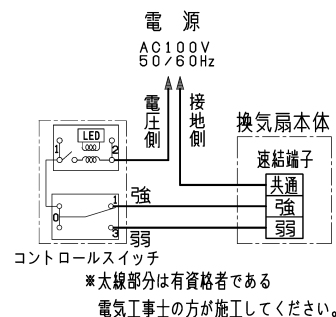 電源
AC100V
50/60Hz
電圧側
接地側
換気扇本体
速結端子
共通
強
弱
LED
1
2
強
1
0
3
弱
コントロールスイッチ
※太線部分は有資格者である
電気工事士の方が施工してください。